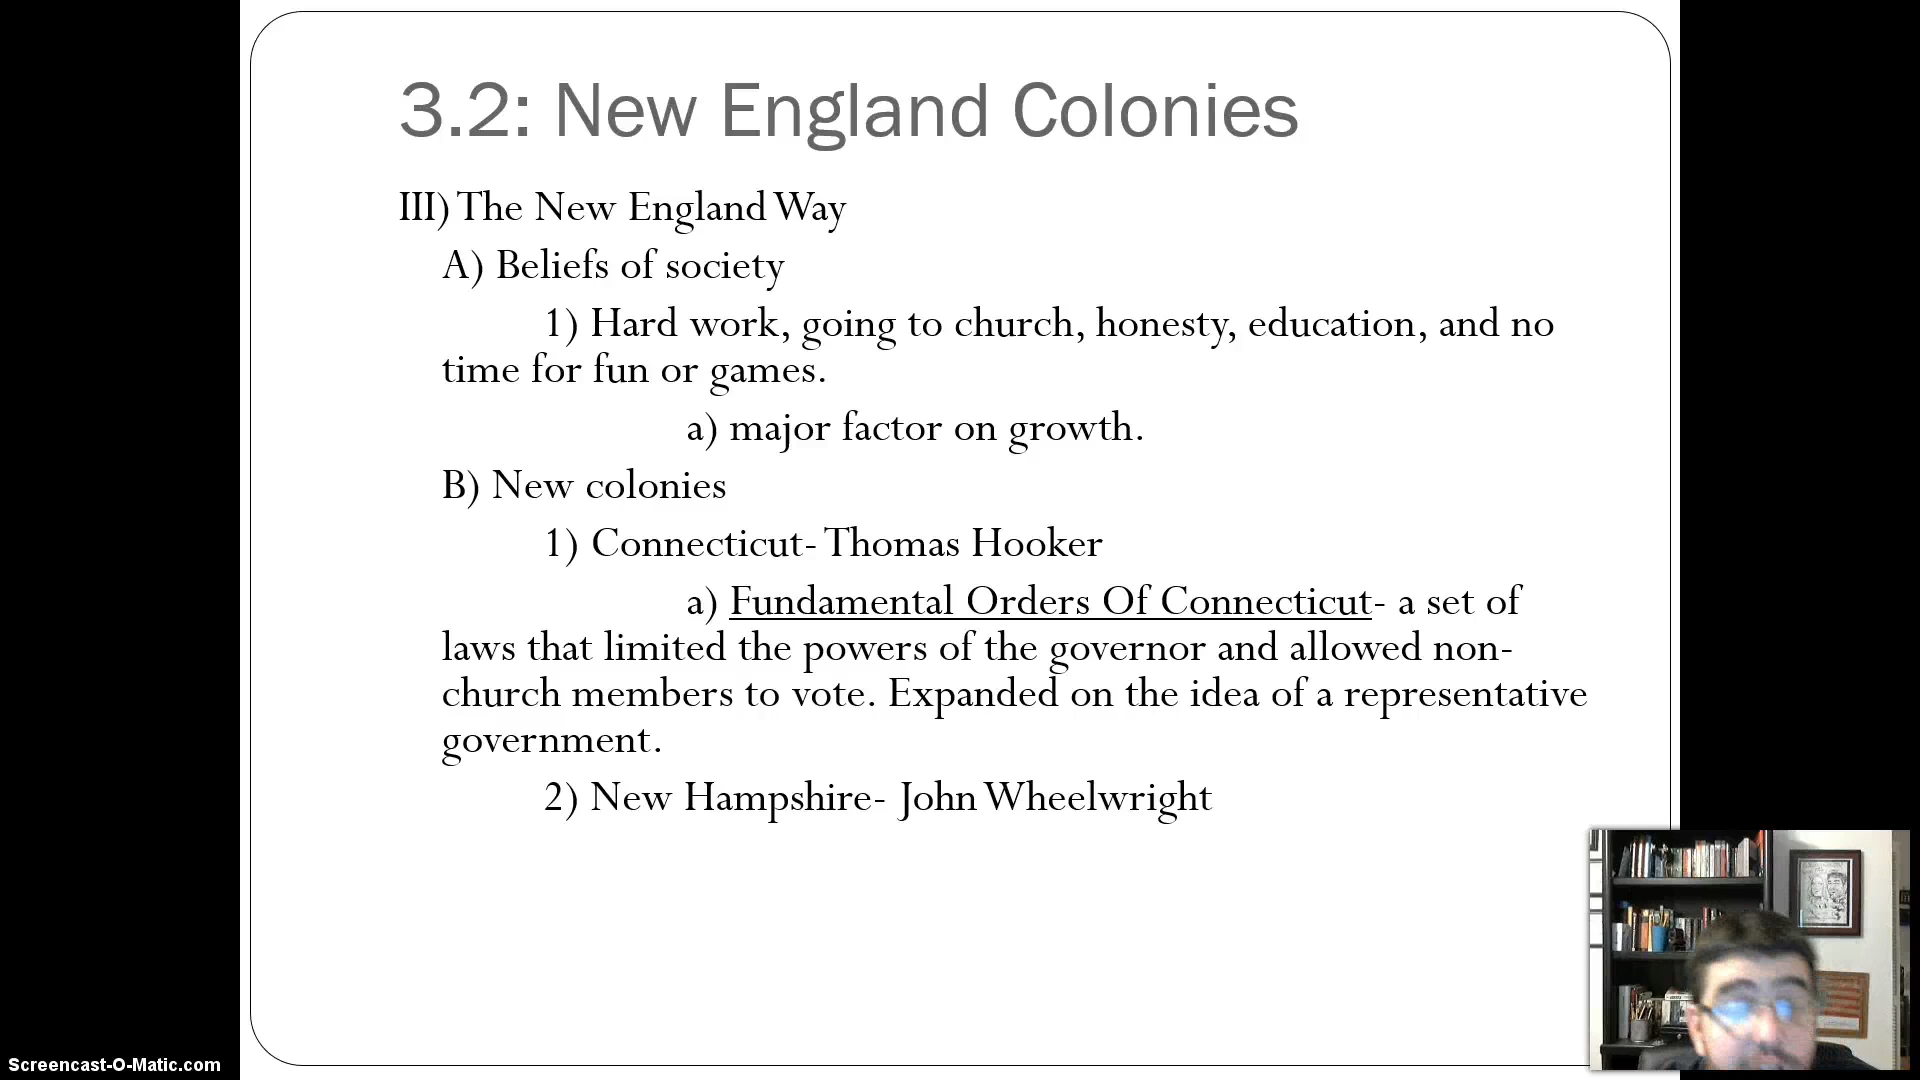 3.2: New England Colonies
III) The New England Way
A) Beliefs of society
1) Hard work, going to church, honesty, education, and no
time for fun or games.
a) major factor on growth.
B) New colonies
1) Connecticut- Thomas Hooker
a) Fundamental Orders Of Connecticut- a set of
laws that limited the powers of the governor and allowed non-
church members to vote. Expanded on the idea of a representative
government.
2) New Hampshire- John Wheelwright
Screencast-O-Matic.com